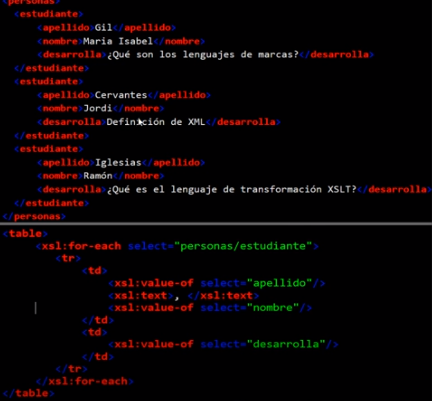 <personas>
<estudiante>
<apellido>Gil</apellido>
<nombre>Maria Isabel</nombre>
<desarrolla>¿Qué son los lenguajes de marcas?</desarrolla>
</estudiante>
<estudiante>
<apellido>Cervantes</apellido>
<nombre>Jordi</nombre>
<desarrolla>Definición de XML</desarrolla>
</estudiante>
<estudiante>
<apellido>Iglesias</apellido>
<nombre>Ramón</nombre>
<desarrolla>¿Qué es el lenguaje de transformación XSLT?</desarrolla>
</estudiante>
</personas>
<table>
<xsl:for-each select="personas/estudiante">
<tr>
<td>
<xsl:value-of select="apellido"/>
<xsl:text>, </xsl:text>
<xsl:value-of select="nombre"/>
</td>
<td>
<xsl:value-of select="desarrolla"/>
</td>
</tr>
</xsl:for-each>
</table>